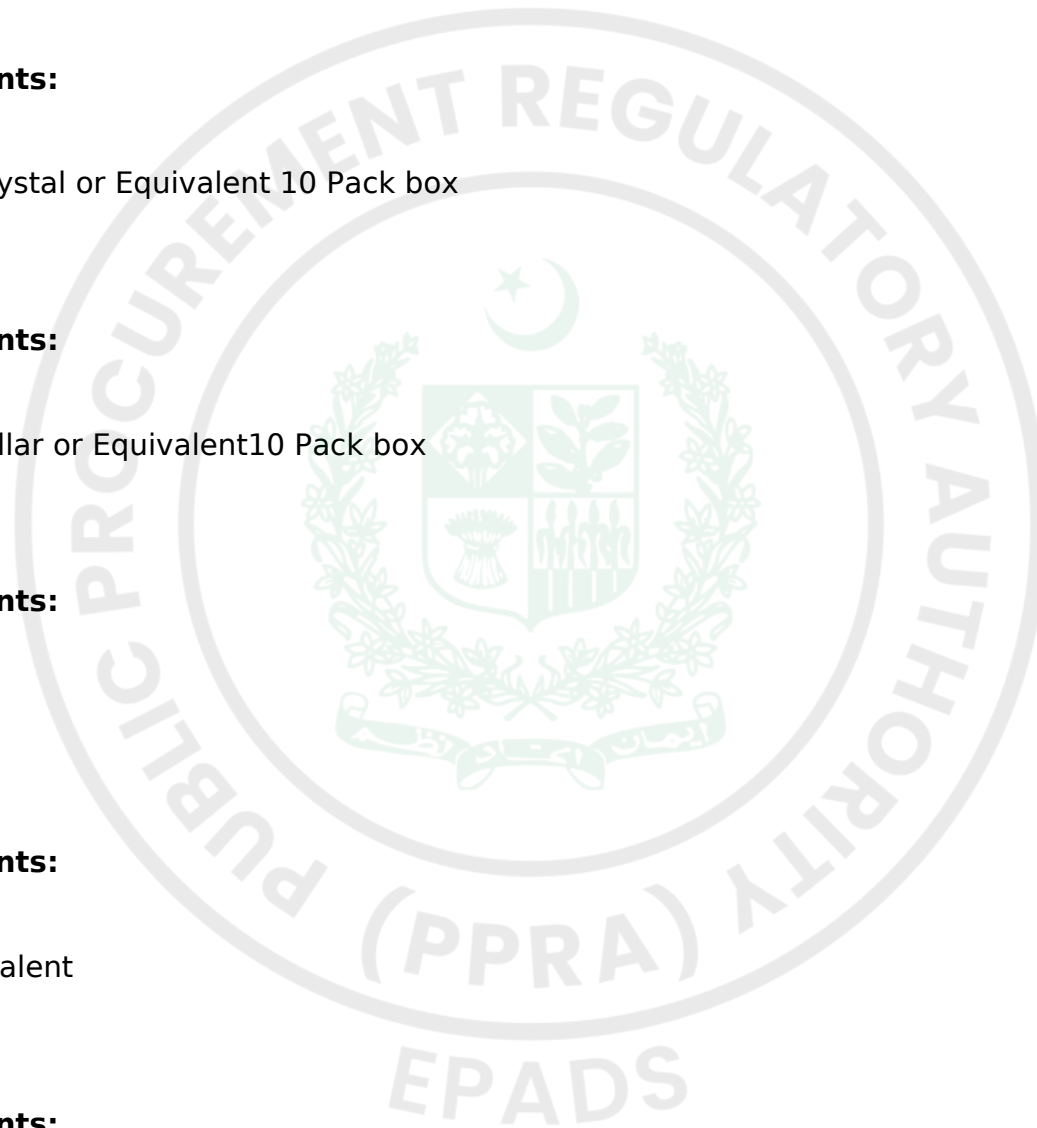 nts:
ystal or Equivalent 10 Pack box
nts:
llar or Equivalent10 Pack box
nts:
nts:
alent
nts:
PUBLIC PROCUREMENT REGULATORY AUTHORITY
(PPRA)
EPADS